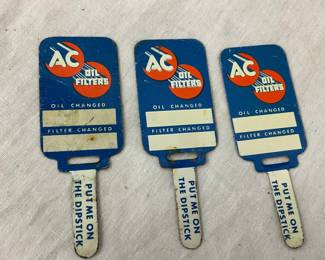 AC
OIL
FILTERS
OIL CHANGED
FILTER CHANGED
PUT ME ON
THE DIPSTICK
AC
OIL
FILTERS
OIL CHANGED
FILTER CHANGED
PUT ME ON
THE DIPSTICK
AC
OIL
FILTERS
OIL CHANGED
FILTER CHANGED
PUT ME ON
THE DIPSTICK